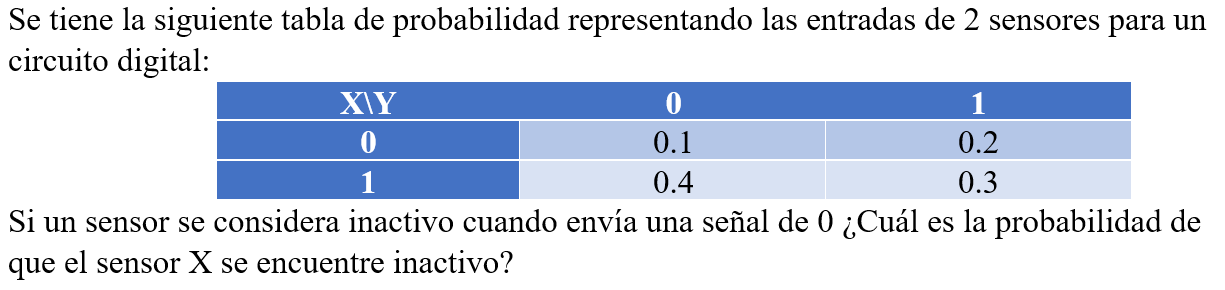 Se tiene la siguiente tabla de probabilidad representando las entradas de 2 sensores para un
circuito digital:
X\Y 0 1
0 0.1 0.2
1 0.4 0.3
Si un sensor se considera inactivo cuando envía una señal de 0 ¿Cuál es la probabilidad de
que el sensor X se encuentre inactivo?